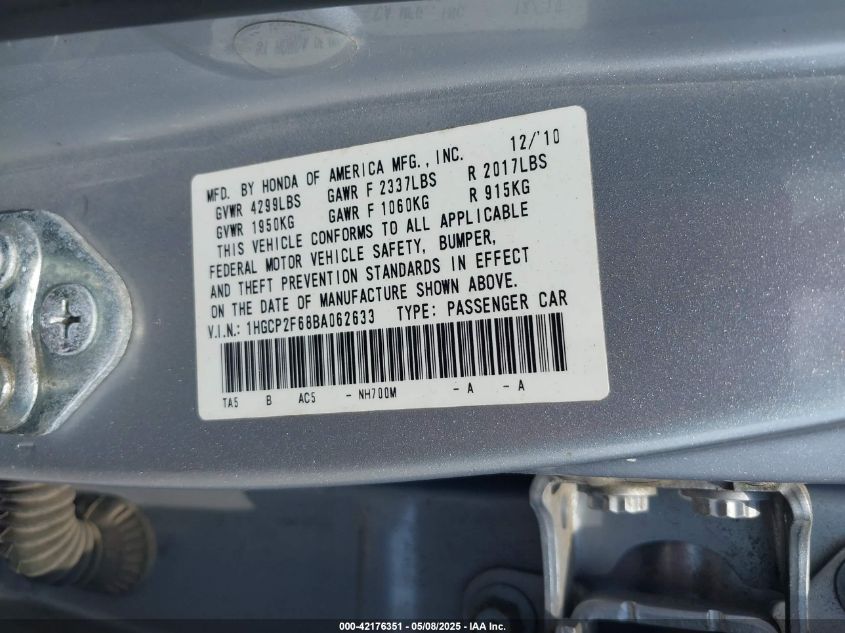 MFD. BY HONDA OF AMERICA MFG., INC. 12/'10
GVWR 4299LBS GAWR F 2337LBS R 2017LBS
GVWR 1950KG GAWR F 1060KG R 915KG
THIS VEHICLE CONFORMS TO ALL APPLICABLE
FEDERAL MOTOR VEHICLE SAFETY, BUMPER,
AND THEFT PREVENTION STANDARDS IN EFFECT
ON THE DATE OF MANUFACTURE SHOWN ABOVE.
V.I.N.: 1HGCP2F68BA062633 TYPE: PASSENGER CAR
TA5 B AC5 - NH700M - A - A
000-42176351 | 05/08/2025 - IAA Inc.